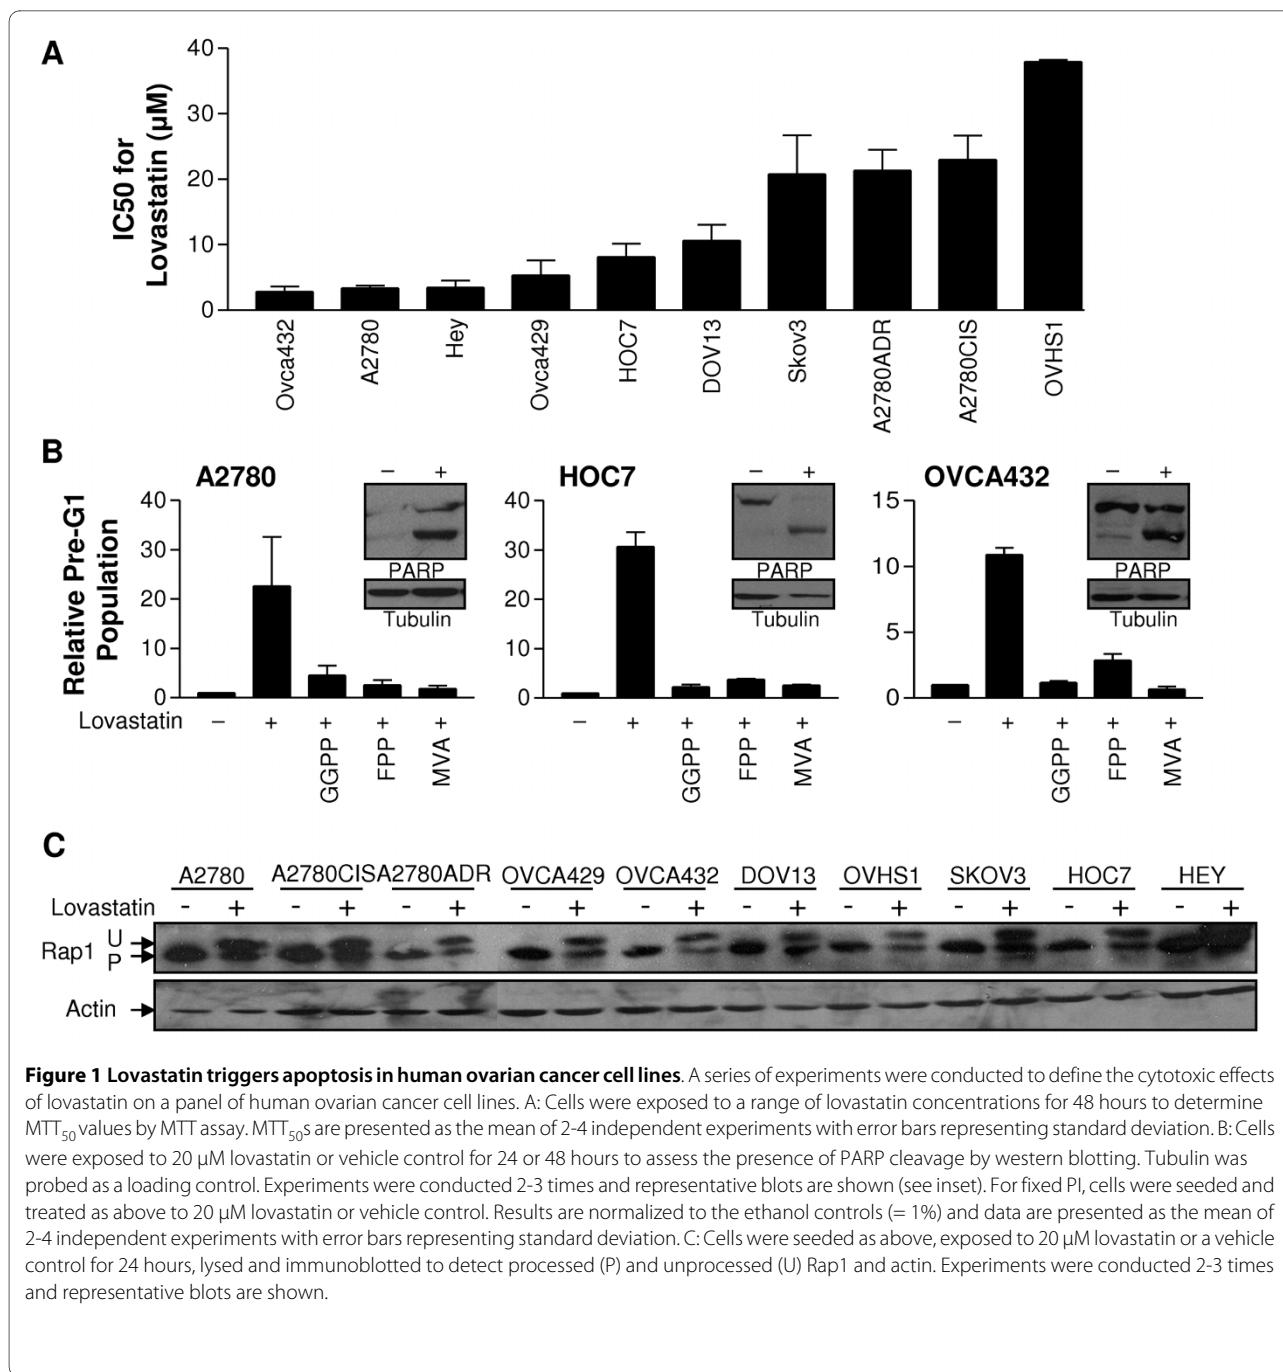 A
IC50 for
Lovastatin (µM)
40
30
20
10
0
Ovca432
A2780
Hey
Ovca429
HOC7
DOV13
Skov3
A2780ADR
A2780CIS
OVHS1
B
Relative Pre-G1
Population
A2780
40
30
20
10
0
– +
PARP
Tubulin
HOC7
40
30
20
10
0
– +
PARP
Tubulin
OVCA432
15
10
5
0
– +
PARP
Tubulin
Lovastatin – + GGPP + FPP + MVA + – + GGPP + FPP + MVA + – + GGPP + FPP + MVA +
C
A2780 A2780CIS A2780ADR OVCA429 OVCA432 DOV13 OVHS1 SKOV3 HOC7 HEY
Lovastatin - + - + - + - + - + - + - + - + - + - +
Rap1 U
P
Actin
Figure 1 Lovastatin triggers apoptosis in human ovarian cancer cell lines. A series of experiments were conducted to define the cytotoxic effects
of lovastatin on a panel of human ovarian cancer cell lines. A: Cells were exposed to a range of lovastatin concentrations for 48 hours to determine
MTT50 values by MTT assay. MTT50s are presented as the mean of 2-4 independent experiments with error bars representing standard deviation. B: Cells
were exposed to 20 µM lovastatin or vehicle control for 24 or 48 hours to assess the presence of PARP cleavage by western blotting. Tubulin was
probed as a loading control. Experiments were conducted 2-3 times and representative blots are shown (see inset). For fixed PI, cells were seeded and
treated as above to 20 µM lovastatin or vehicle control. Results are normalized to the ethanol controls (= 1%) and data are presented as the mean of
2-4 independent experiments with error bars representing standard deviation. C: Cells were seeded as above, exposed to 20 µM lovastatin or a vehicle
control for 24 hours, lysed and immunoblotted to detect processed (P) and unprocessed (U) Rap1 and actin. Experiments were conducted 2-3 times
and representative blots are shown.